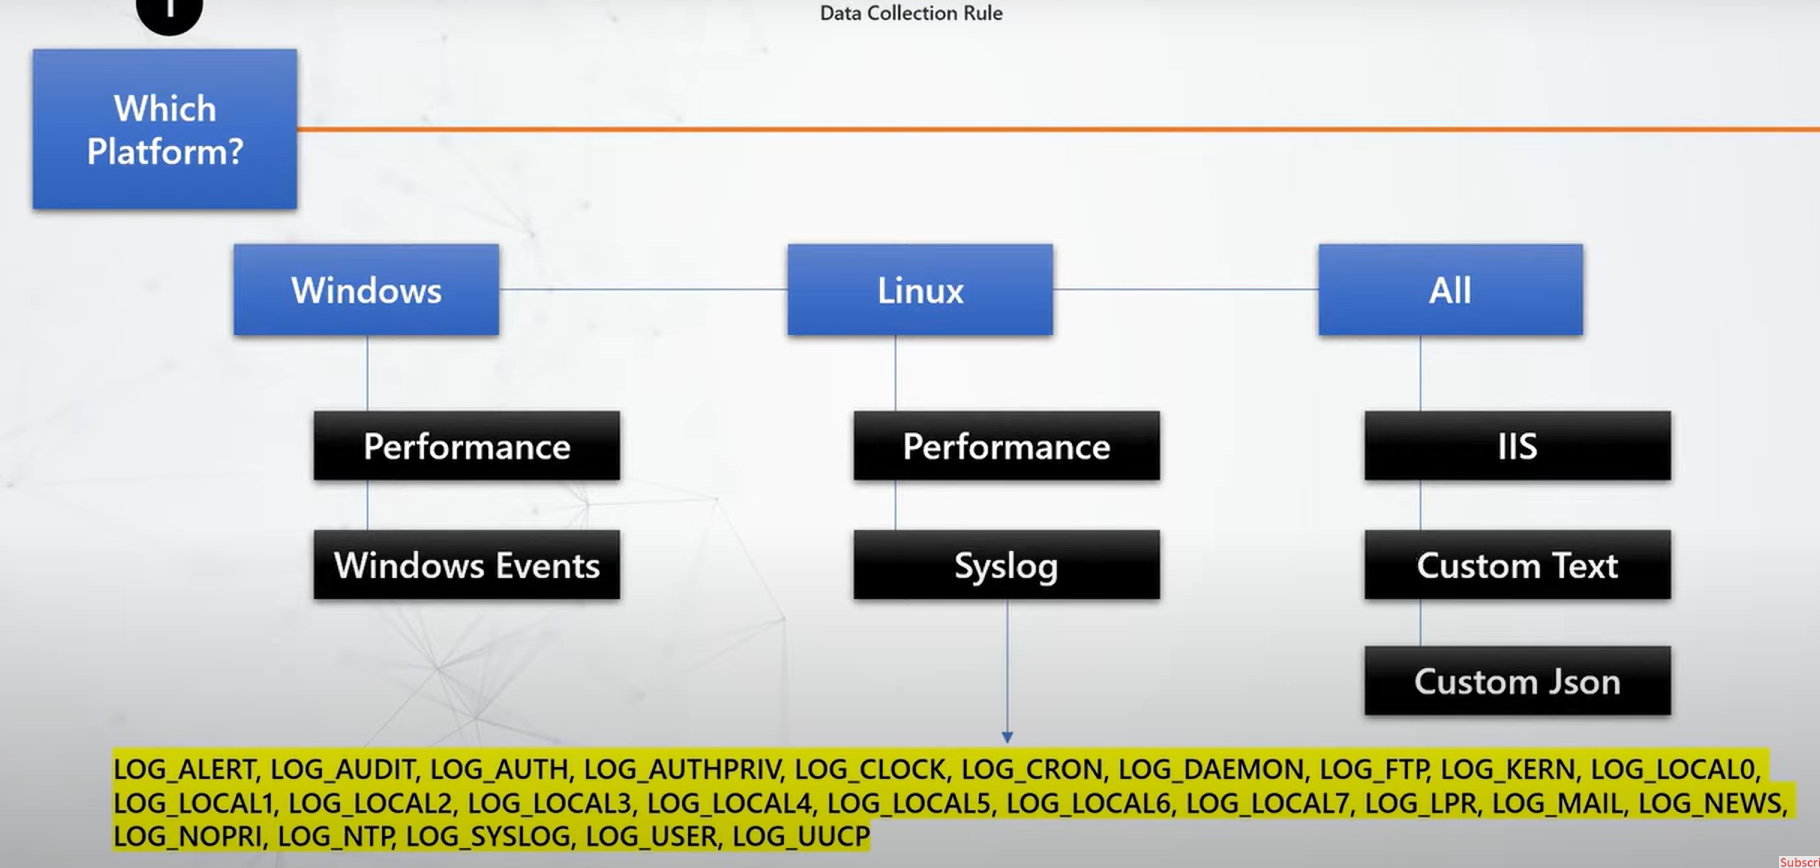 Data Collection Rule
Which
Platform?
Windows
Linux
All
Performance
Performance
IIS
Windows Events
Syslog
Custom Text
Custom Json
LOG_ALERT, LOG_AUDIT, LOG_AUTH, LOG_AUTHPRIV, LOG_CLOCK, LOG_CRON, LOG_DAEMON, LOG_FTP, LOG_KERN, LOG_LOCAL0,
LOG_LOCAL1, LOG_LOCAL2, LOG_LOCAL3, LOG_LOCAL4, LOG_LOCAL5, LOG_LOCAL6, LOG_LOCAL7, LOG_LPR, LOG_MAIL, LOG_NEWS,
LOG_NOPRI, LOG_NTP, LOG_SYSLOG, LOG_USER, LOG_UUCP